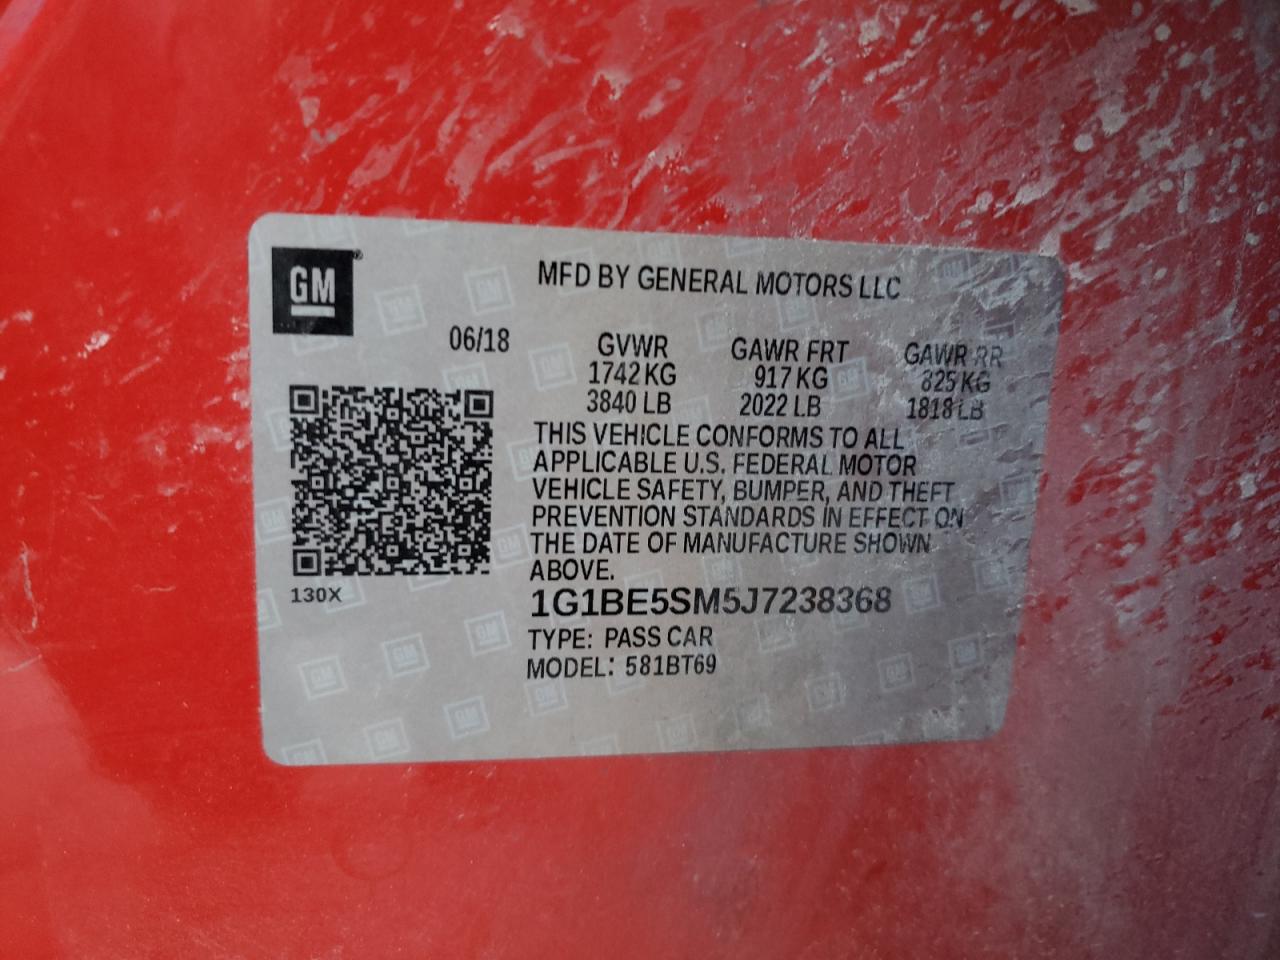 GM
MFD BY GENERAL MOTORS LLC
06/18
GVWR GAWR FRT GAWR RR
1742 KG 917 KG 825 KG
3840 LB 2022 LB 1818 LB
THIS VEHICLE CONFORMS TO ALL
APPLICABLE U.S. FEDERAL MOTOR
VEHICLE SAFETY, BUMPER, AND THEFT
PREVENTION STANDARDS IN EFFECT ON
THE DATE OF MANUFACTURE SHOWN
ABOVE.
130X
1G1BE5SM5J7238368
TYPE: PASS CAR
MODEL: 581BT69